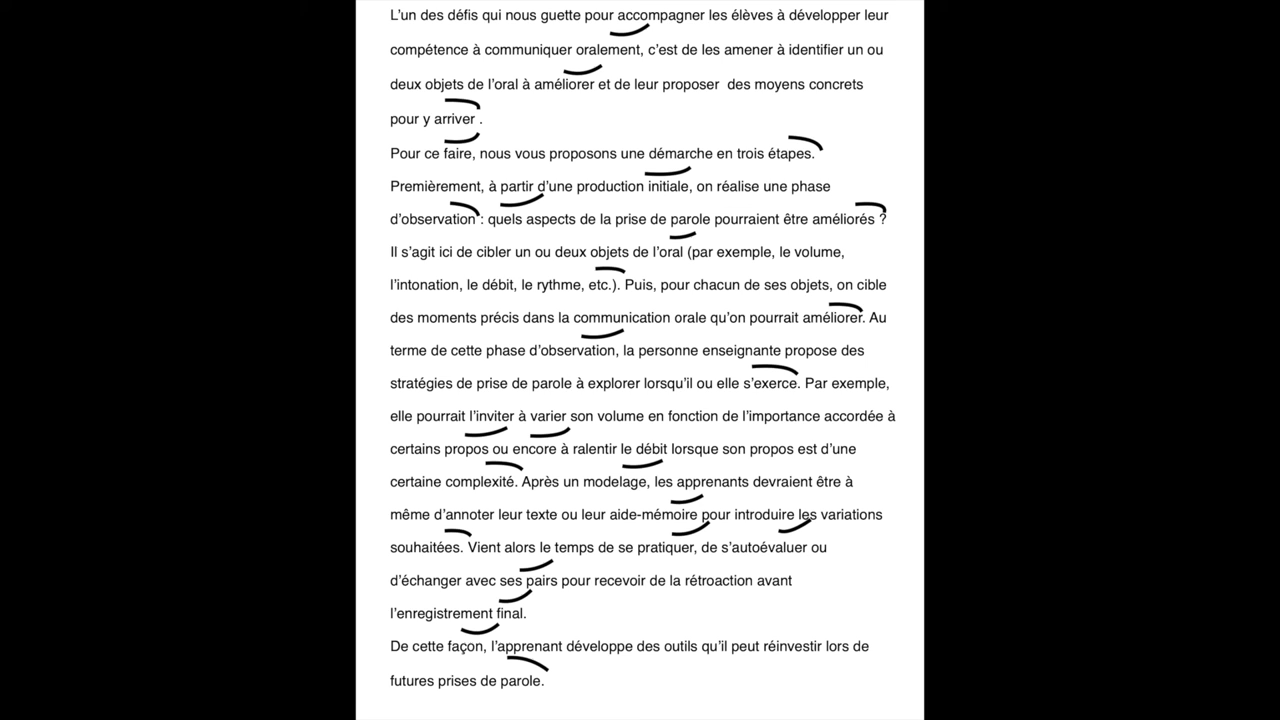 L'un des défis qui nous guette pour accompagner les élèves à développer leur
compétence à communiquer oralement, c'est de les amener à identifier un ou
deux objets de l'oral à améliorer et de leur proposer  des moyens concrets
pour y arriver .
Pour ce faire, nous vous proposons une démarche en trois étapes.
Premièrement, à partir d'une production initiale, on réalise une phase
d'observation : quels aspects de la prise de parole pourraient être améliorés ?
Il s'agit ici de cibler un ou deux objets de l'oral (par exemple, le volume,
l'intonation, le débit, le rythme, etc.). Puis, pour chacun de ses objets, on cible
des moments précis dans la communication orale qu'on pourrait améliorer. Au
terme de cette phase d'observation, la personne enseignante propose des
stratégies de prise de parole à explorer lorsqu'il ou elle s'exerce. Par exemple,
elle pourrait l'inviter à varier son volume en fonction de l'importance accordée à
certains propos ou encore à ralentir le débit lorsque son propos est d'une
certaine complexité. Après un modelage, les apprenants devraient être à
même d'annoter leur texte ou leur aide-mémoire pour introduire les variations
souhaitées. Vient alors le temps de se pratiquer, de s'autoévaluer ou
d'échanger avec ses pairs pour recevoir de la rétroaction avant
l'enregistrement final.
De cette façon, l'apprenant développe des outils qu'il peut réinvestir lors de
futures prises de parole.